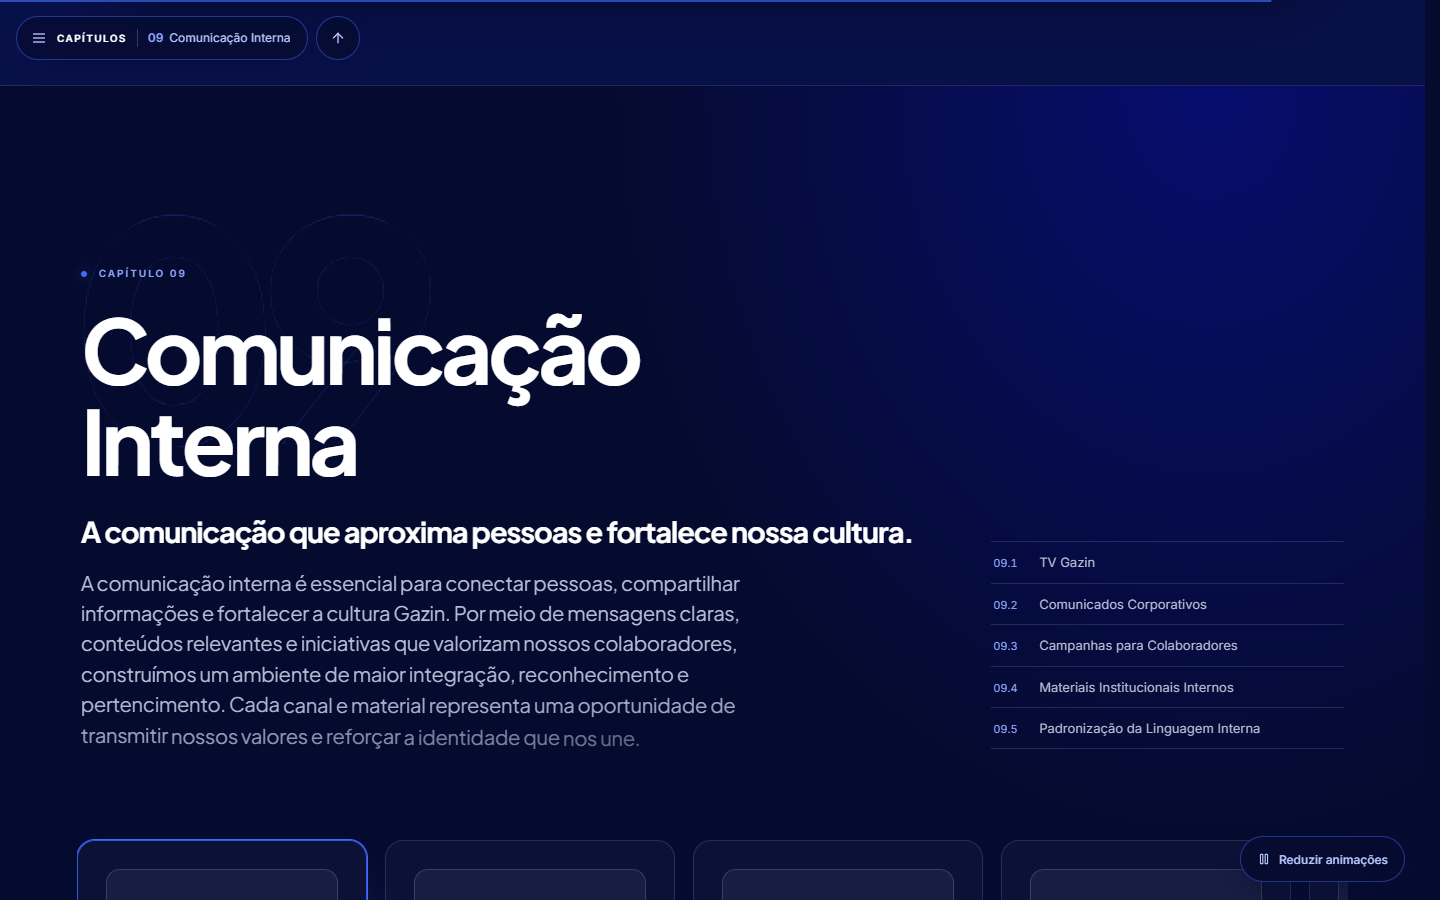 CAPÍTULOS
09 Comunicação Interna
09
CAPÍTULO 09
Comunicação
Interna
A comunicação que aproxima pessoas e fortalece nossa cultura.
A comunicação interna é essencial para conectar pessoas, compartilhar
informações e fortalecer a cultura Gazin. Por meio de mensagens claras,
conteúdos relevantes e iniciativas que valorizam nossos colaboradores,
construímos um ambiente de maior integração, reconhecimento e
pertencimento. Cada canal e material representa uma oportunidade de
transmitir nossos valores e reforçar a identidade que nos une.
09.1 TV Gazin
09.2 Comunicados Corporativos
09.3 Campanhas para Colaboradores
09.4 Materiais Institucionais Internos
09.5 Padronização da Linguagem Interna
Reduzir animações